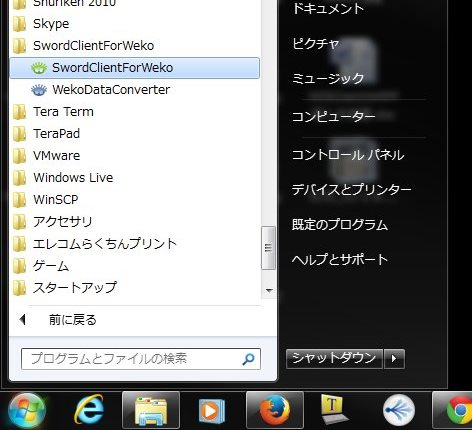 Shuriken 2010
Skype
SwordClientForWeko
SwordClientForWeko
WekoDataConverter
Tera Term
TeraPad
VMware
Windows Live
WinSCP
アクセサリ
エレコムらくちんプリント
ゲーム
スタートアップ
前に戻る
プログラムとファイルの検索
ドキュメント
ピクチャ
ミュージック
コンピューター
コントロール パネル
デバイスとプリンター
既定のプログラム
ヘルプとサポート
シャットダウン